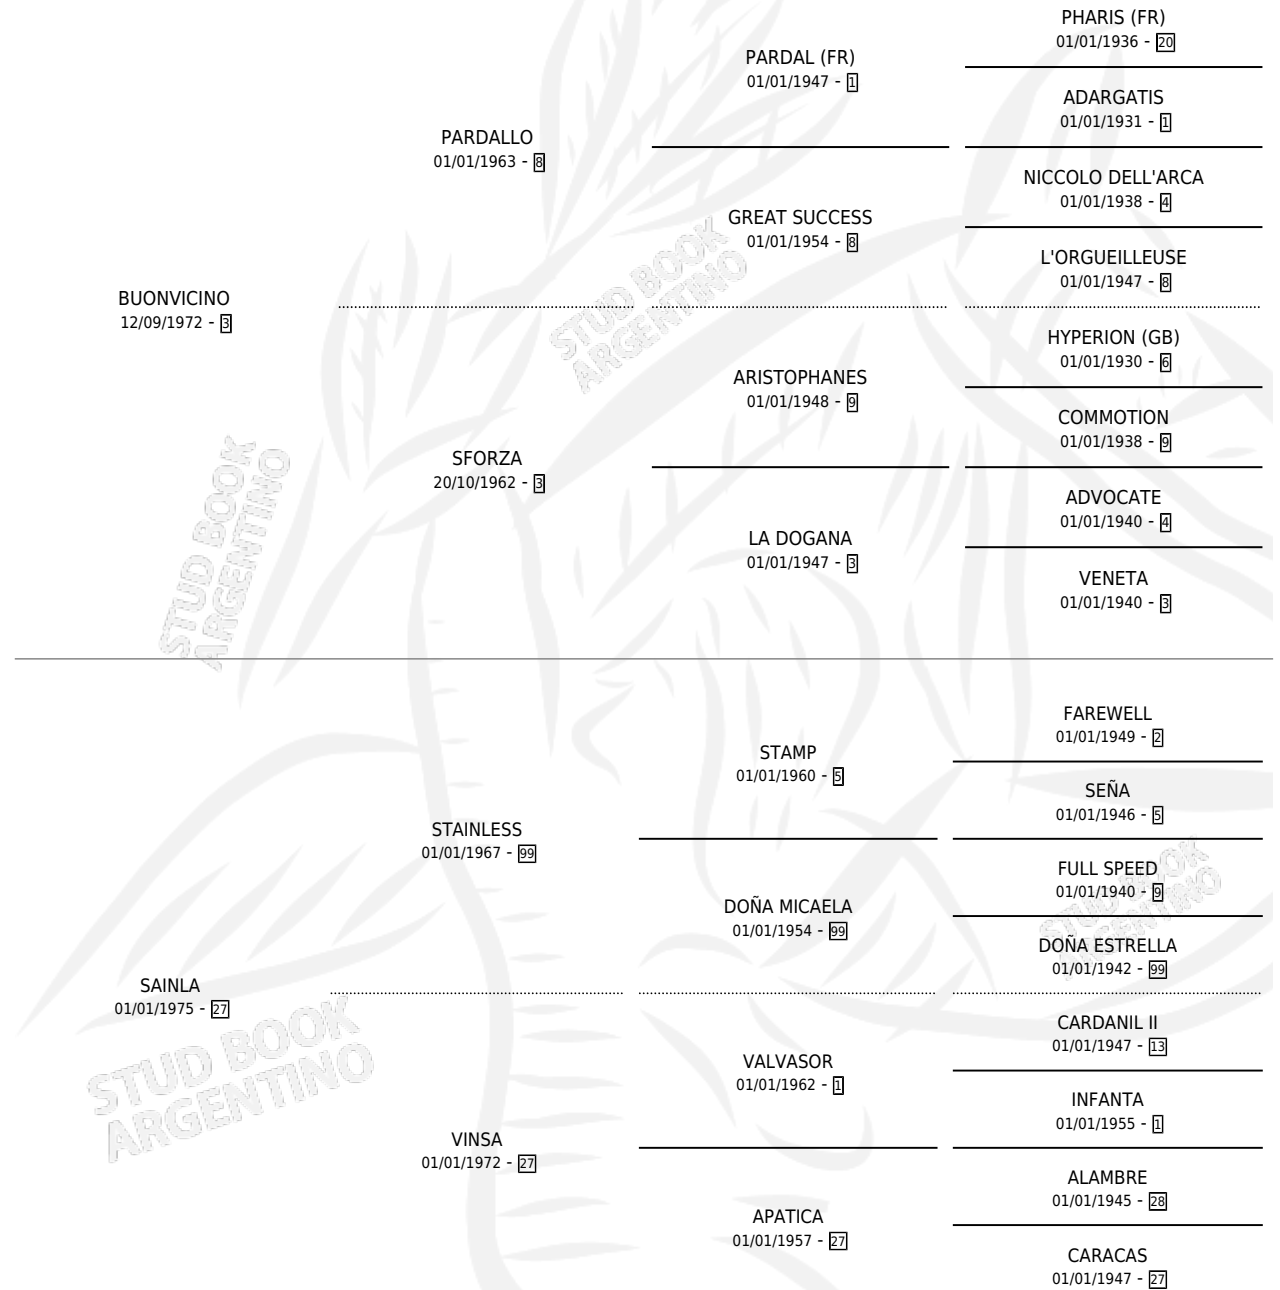 PHARIS (FR)
01/01/1936 - 20
PARDAL (FR)
01/01/1947 - 1
ADARGATIS
01/01/1931 - 1
PARDALLO
01/01/1963 - 8
NICCOLO DELL'ARCA
01/01/1938 - 4
GREAT SUCCESS
01/01/1954 - 8
L'ORGUEILLEUSE
01/01/1947 - 8
BUONVICINO
12/09/1972 - 3
HYPERION (GB)
01/01/1930 - 6
ARISTOPHANES
01/01/1948 - 9
COMMOTION
01/01/1938 - 9
SFORZA
20/10/1962 - 3
ADVOCATE
01/01/1940 - 4
LA DOGANA
01/01/1947 - 3
VENETA
01/01/1940 - 3
STUD BOOK
ARGENTINO
STUD BOOK
ARGENTINO
FAREWELL
01/01/1949 - 2
STAMP
01/01/1960 - 5
SEÑA
01/01/1946 - 5
STAINLESS
01/01/1967 - 99
FULL SPEED
01/01/1940 - 9
DOÑA MICAELA
01/01/1954 - 99
DOÑA ESTRELLA
01/01/1942 - 99
SAINLA
01/01/1975 - 27
CARDANIL II
01/01/1947 - 13
VALVASOR
01/01/1962 - 1
INFANTA
01/01/1955 - 1
VINSA
01/01/1972 - 27
ALAMBRE
01/01/1945 - 28
APATICA
01/01/1957 - 27
CARACAS
01/01/1947 - 27
STUD BOOK
ARGENTINO
STUD BOOK
ARGENTINO